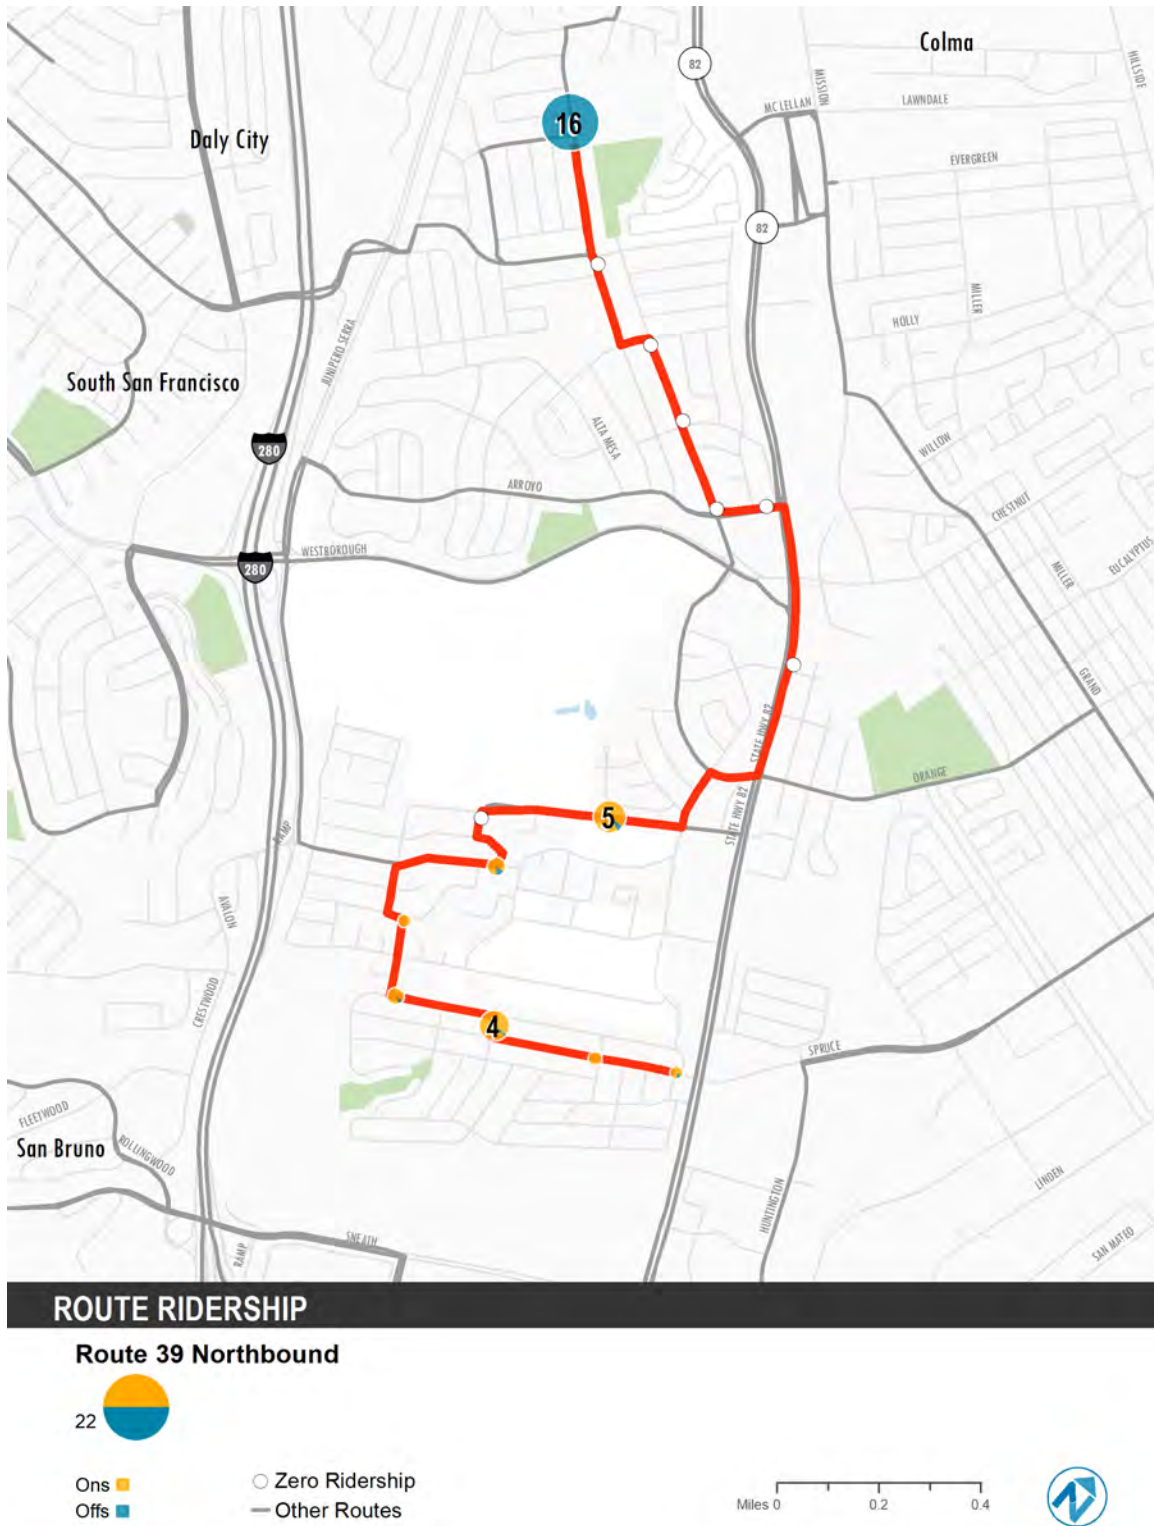 Colma
82
HILLSIDE
MISSION
MC LELLAN
LAWNDALE
16
Daly City
EVERGREEN
82
MILLER
HOLLY
JUNIPERO SERRA
South San Francisco
ALTA MESA
WILLOW
280
ARROYO
CHESTNUT
WESTBOROUGH
280
EUCALYPTUS
MILLER
GRAND
STATE HWY 82
ORANGE
STATE HWY 82
5
RAMP
AVALON
CRESTWOOD
4
SPRUCE
FLEETWOOD
San Bruno
ROLLINGWOOD
LINDEN
HUNTINGTON
SNEATH
RAMP
SAN MATEO
ROUTE RIDERSHIP
Route 39 Northbound
22
Ons
Zero Ridership
Offs
Other Routes
Miles 0 0.2 0.4